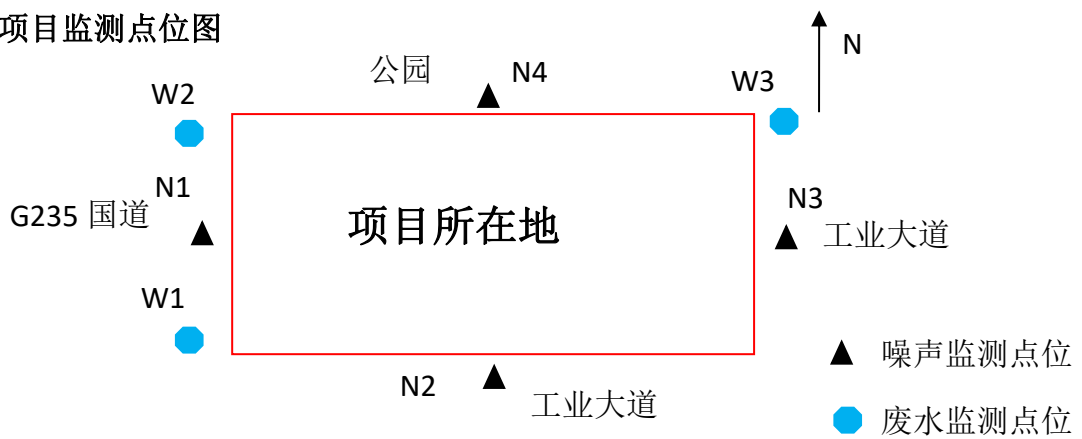 项目监测点位图
公园
N4
W3
N
W2
N1
G235 国道
项目所在地
N3
工业大道
W1
N2
工业大道
噪声监测点位
废水监测点位